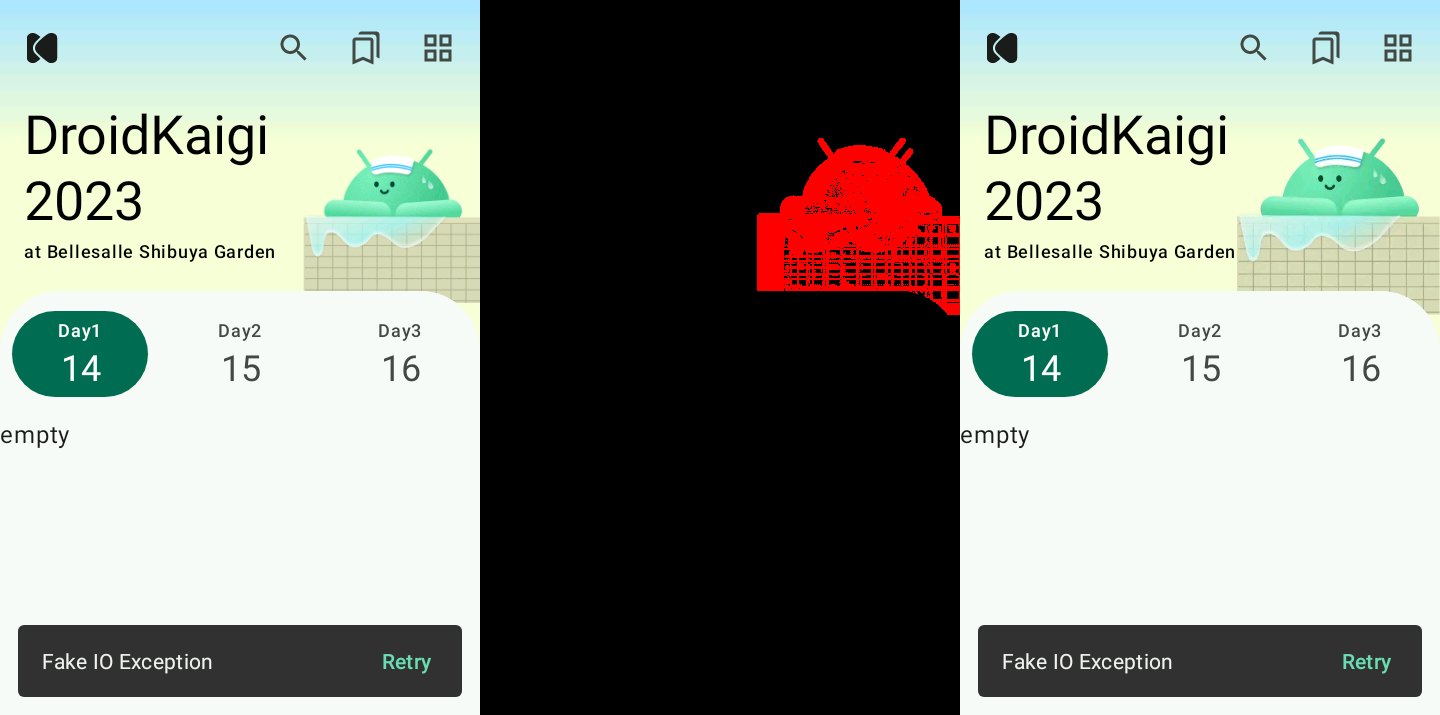 DroidKaigi
2023
at Bellesalle Shibuya Garden
Day1 Day2 Day3
14 15 16
empty
Fake IO Exception Retry
DroidKaigi
2023
at Bellesalle Shibuya Garden
Day1 Day2 Day3
14 15 16
empty
Fake IO Exception Retry